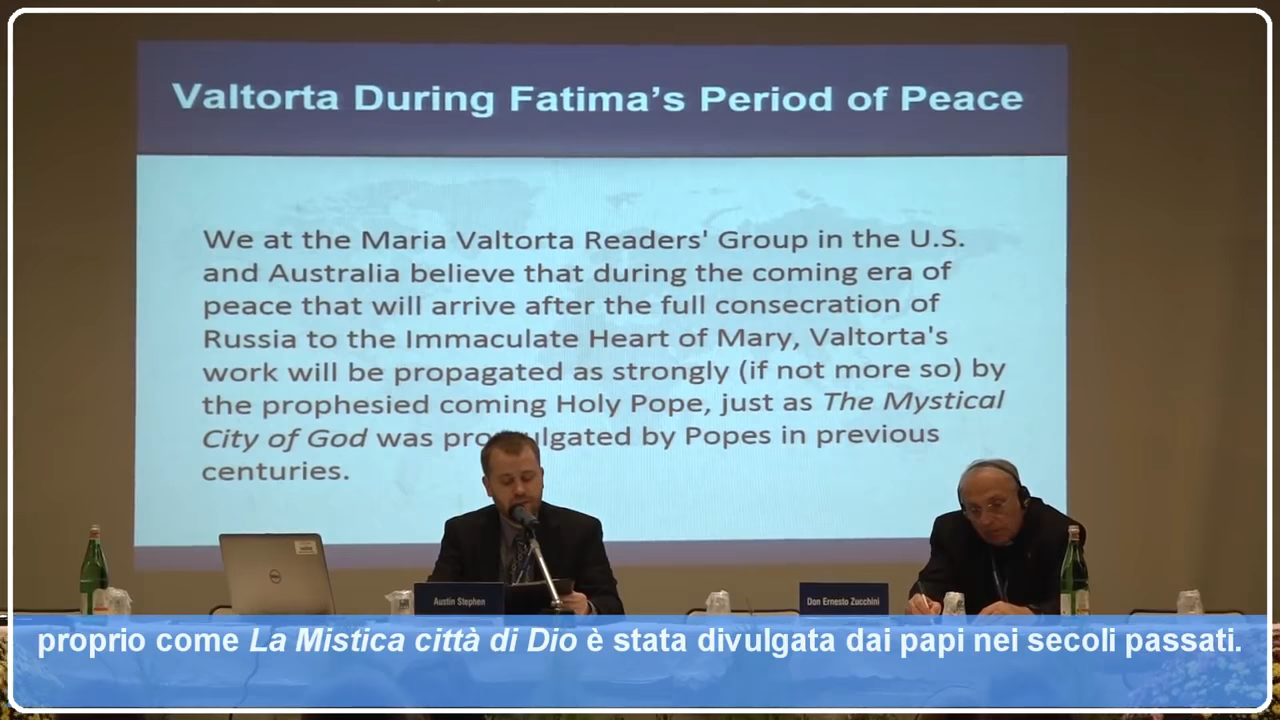 Valtorta During Fatima's Period of Peace
We at the Maria Valtorta Readers' Group in the U.S.
and Australia believe that during the coming era of
peace that will arrive after the full consecration of
Russia to the Immaculate Heart of Mary, Valtorta's
work will be propagated as strongly (if not more so) by
the prophesied coming Holy Pope, just as The Mystical
City of God was by Popes in previous
centuries.
DELL
Austin Stephen
Don Ernesto Zucchini
proprio come La Mistica città di Dio è stata divulgata dai papi nei secoli passati.